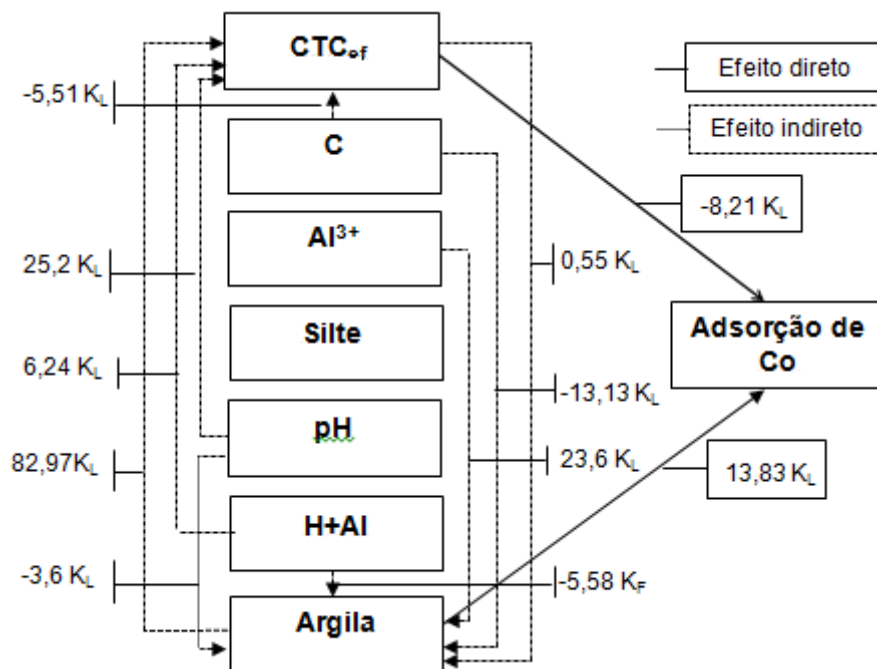 CTCef
Efeito direto
-5,51 KL
Efeito indireto
C
-8,21 KL
Al3+
25,2 KL
0,55 KL
Silte
Adsorção de
Co
6,24 KL
-13,13 KL
pH
82,97KL
23,6 KL
13,83 KL
H+Al
-3,6 KL
-5,58 KF
Argila